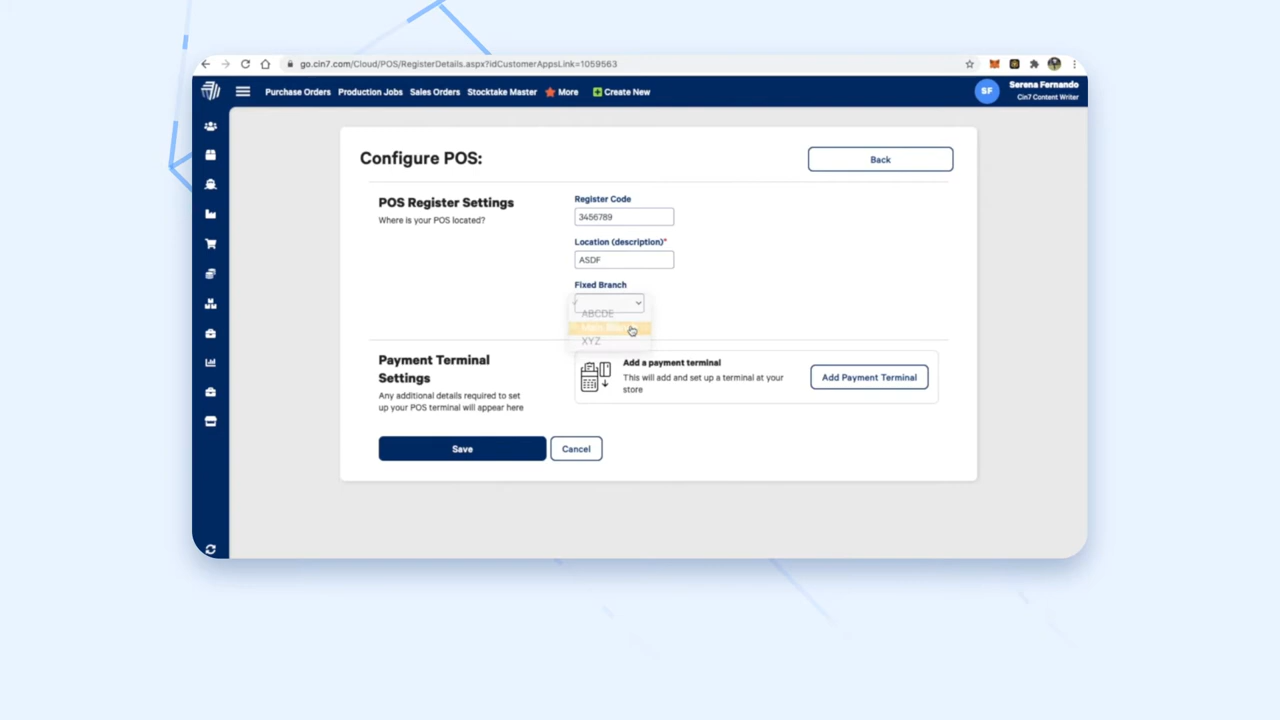 go.cin7.com/Cloud/POS/RegisterDetails.aspx?idCustomerAppsLink=1059563
Purchase Orders Production Jobs Sales Orders Stocktake Master More Create New
SF
Serena Fernando
Cin7 Content Writer
Configure POS:
Back
POS Register Settings
Where is your POS located?
Register Code
3456789
Location (description)*
ASDF
Fixed Branch
ABCDE
Main
XYZ
Payment Terminal
Settings
Any additional details required to set
up your POS terminal will appear here
Add a payment terminal
This will add and set up a terminal at your
store
Add Payment Terminal
Save
Cancel